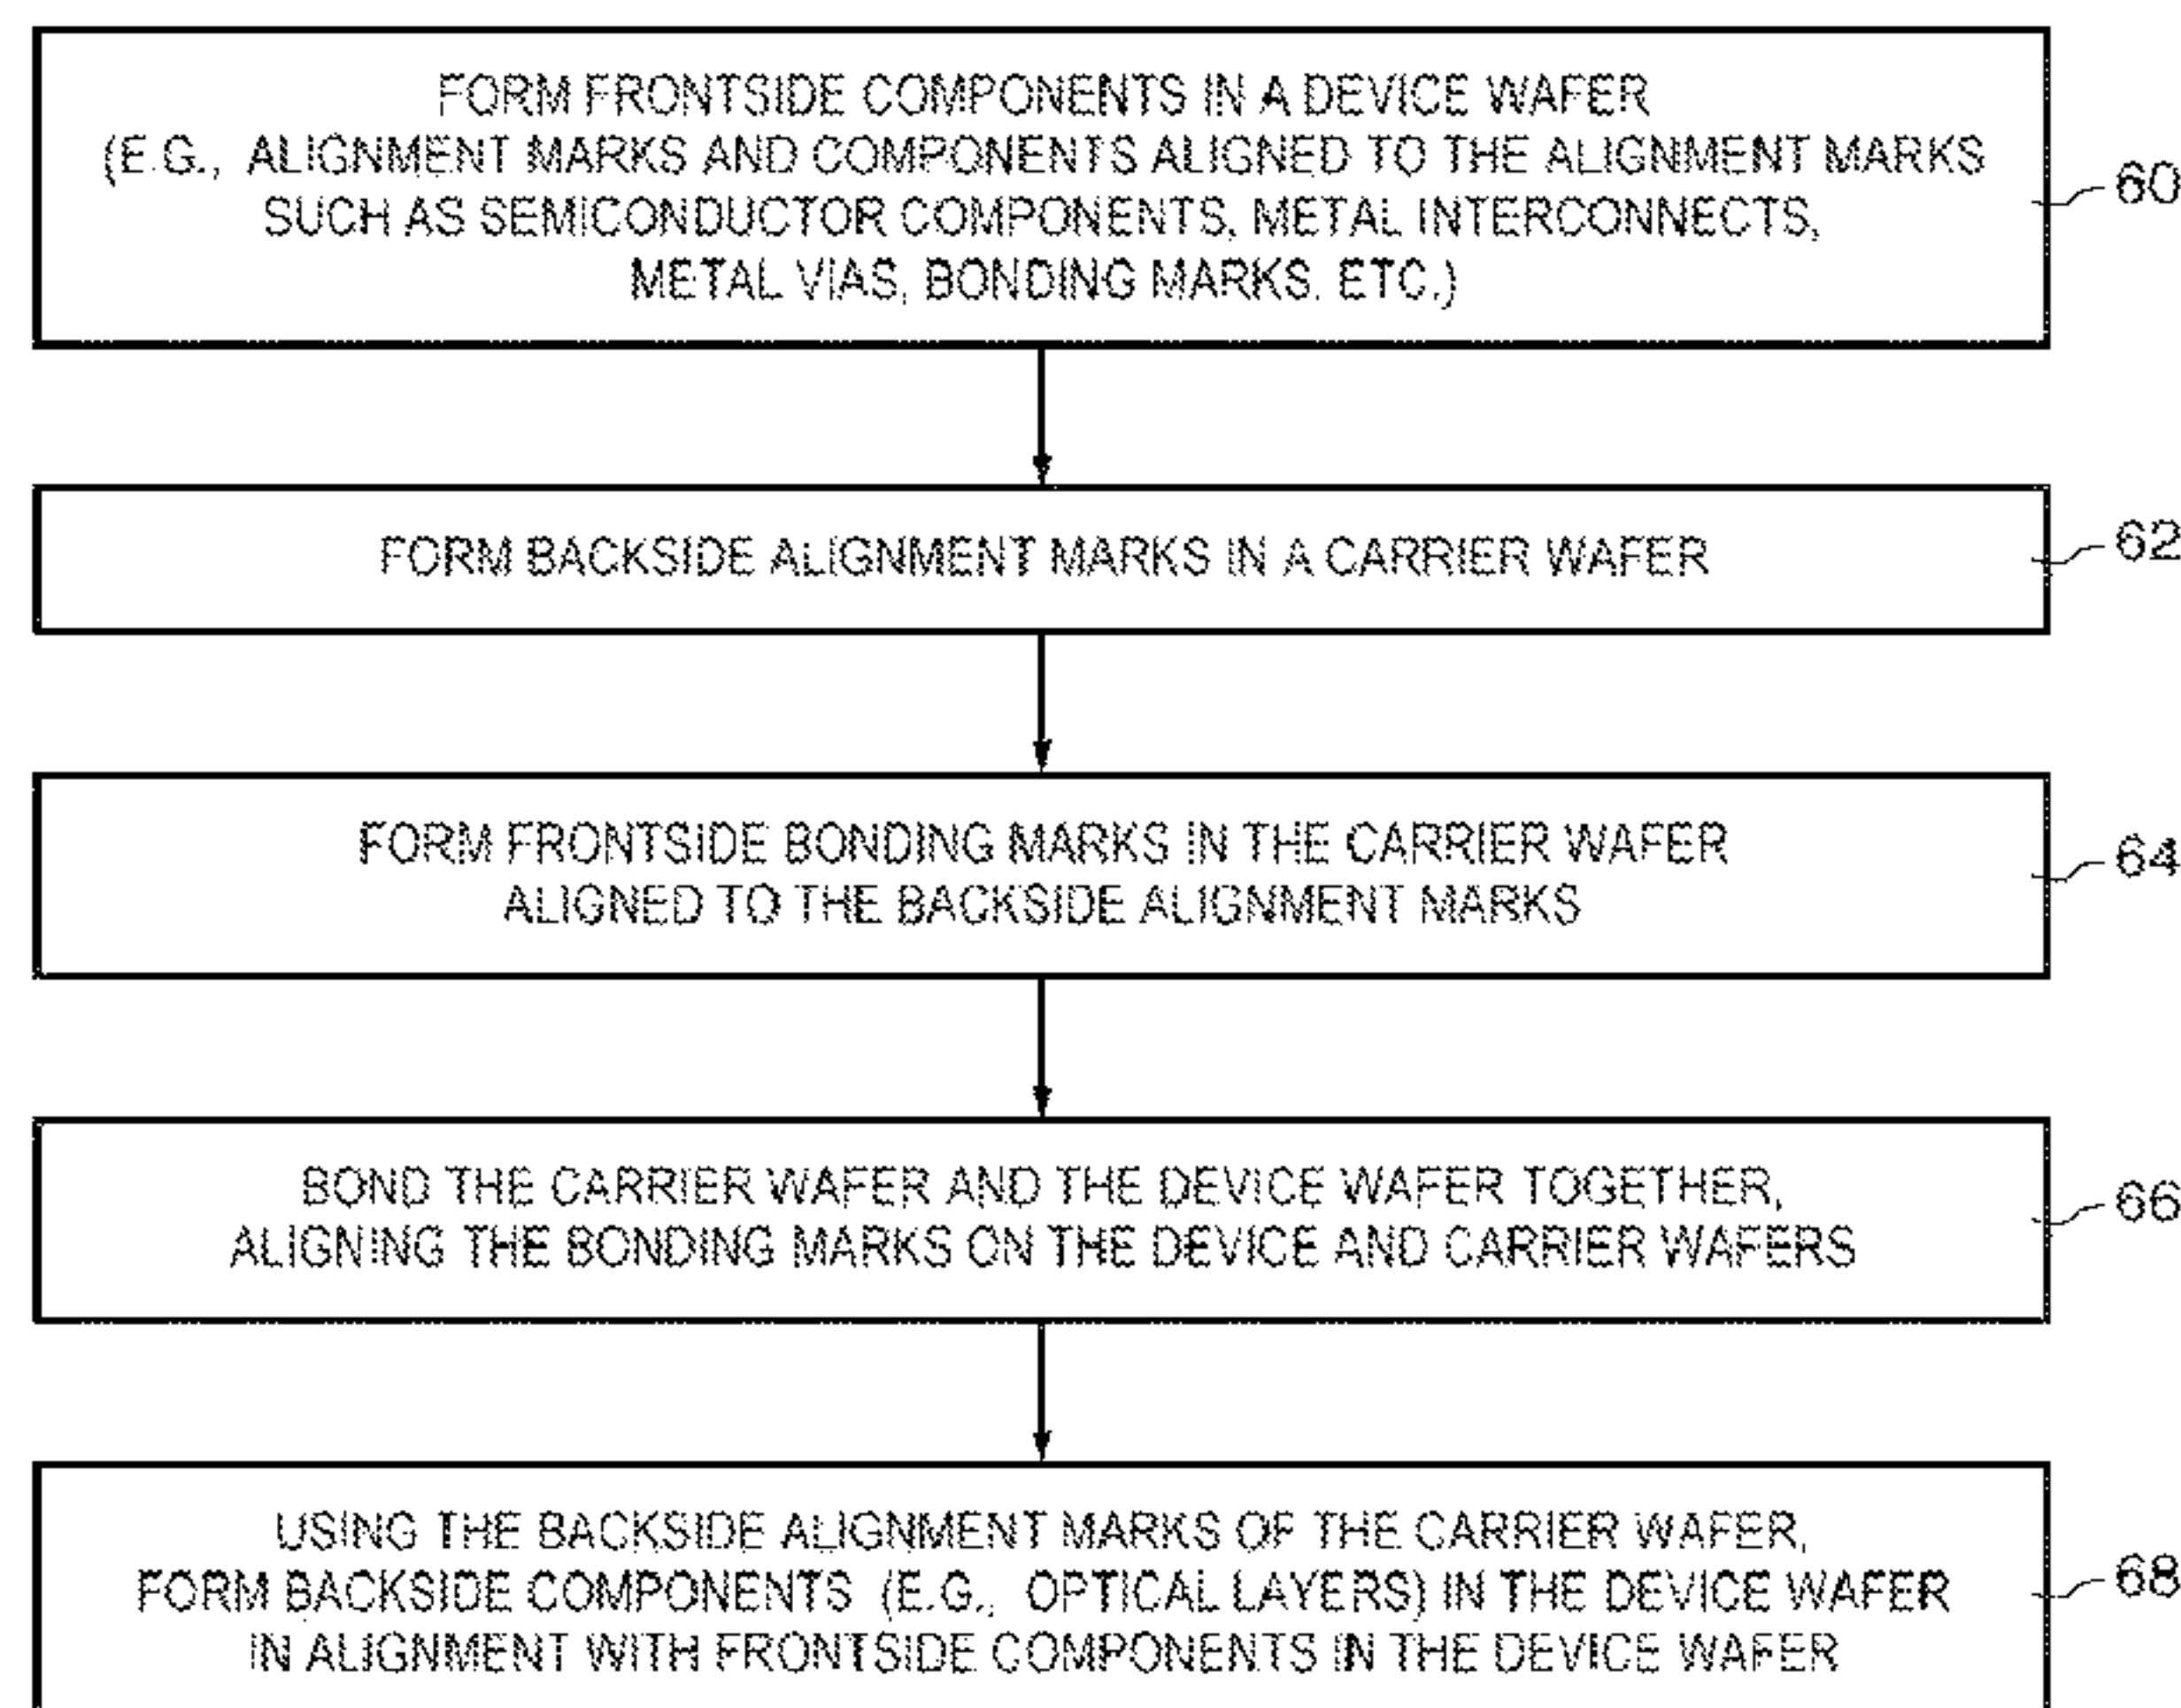 FORM FRONTSIDE COMPONENTS IN A DEVICE WAFER
(E.G., ALIGNMENT MARKS AND COMPONENTS ALIGNED TO THE ALIGNMENT MARKS
SUCH AS SEMICONDUCTOR COMPONENTS, METAL INTERCONNECTS,
METAL VIAS, BONDING MARKS, ETC.)
60
FORM BACKSIDE ALIGNMENT MARKS IN A CARRIER WAFER
62
FORM FRONTSIDE BONDING MARKS IN THE CARRIER WAFER
ALIGNED TO THE BACKSIDE ALIGNMENT MARKS
64
BOND THE CARRIER WAFER AND THE DEVICE WAFER TOGETHER,
ALIGNING THE BONDING MARKS ON THE DEVICE AND CARRIER WAFERS
66
USING THE BACKSIDE ALIGNMENT MARKS OF THE CARRIER WAFER,
FORM BACKSIDE COMPONENTS (E.G., OPTICAL LAYERS) IN THE DEVICE WAFER
IN ALIGNMENT WITH FRONTSIDE COMPONENTS IN THE DEVICE WAFER
68